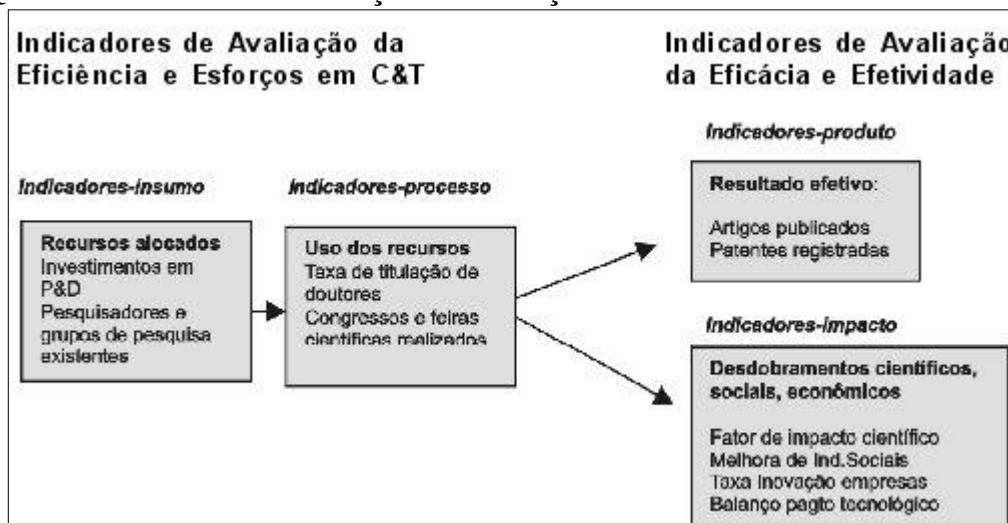 Indicadores de Avaliação da
Eficiência e Esforços em C&T
Indicadores de Avaliação
da Eficácia e Efetividade
Indicadores-insumo
Recursos alocados
Investimentos em
P&D
Pesquisadores e
grupos de pesquisa
existentes
Indicadores-processo
Uso dos recursos
Taxa de titulação de
doutores
Congressos e feiras
científicas realizados
Indicadores-produto
Resultado efetivo:
Artigos publicados
Patentes registradas
Indicadores-impacto
Desdobramentos científicos,
sociais, econômicos
Fator de impacto científico
Melhora de Ind.Sociais
Taxa Inovação empresas
Balanço pagto tecnológico